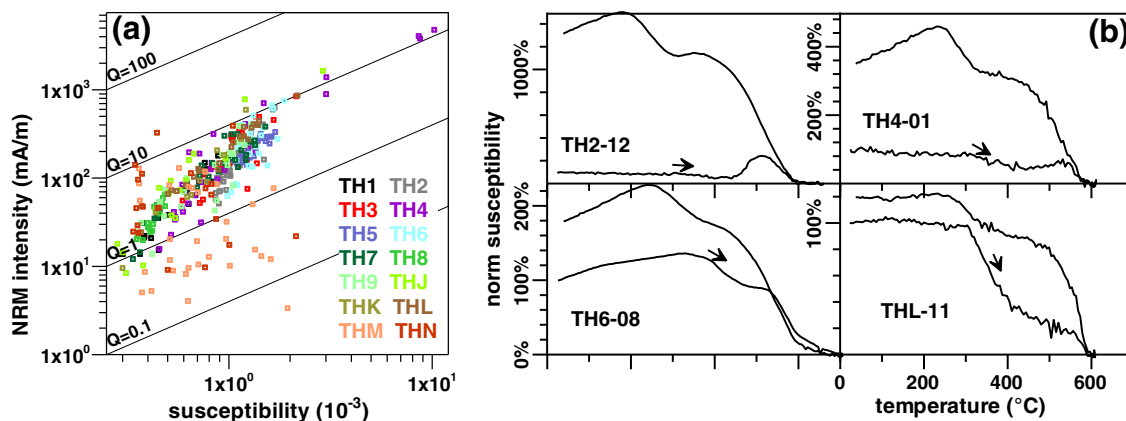 (a)
NRM intensity (mA/m)
1x10³
1x10²
1x10¹
1x10⁰
Q=100
Q=10
Q=1
Q=0.1
TH1 TH2
TH3 TH4
TH5 TH6
TH7 TH8
TH9 THJ
THK THL
THM THN
1x10⁰ 1x10¹
susceptibility (10⁻³)
(b)
norm susceptibility
1000%
TH2-12
400%
200%
TH4-01
200%
100%
0%
TH6-08
100%
THL-11
0 200 400 600
temperature (°C)